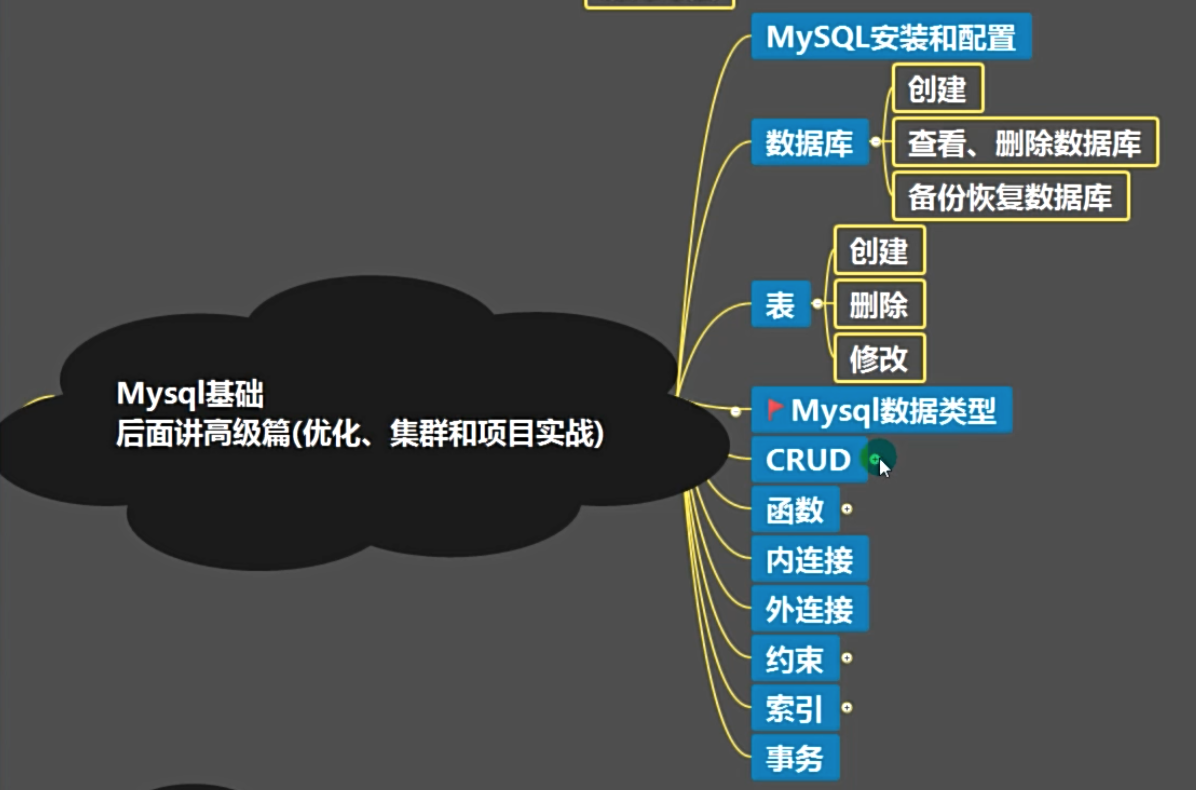 MySQL安装和配置
数据库
创建
查看、删除数据库
备份恢复数据库
表
创建
删除
修改
Mysql基础
后面讲高级篇(优化、集群和项目实战)
Mysql数据类型
CRUD
函数
内连接
外连接
约束
索引
事务